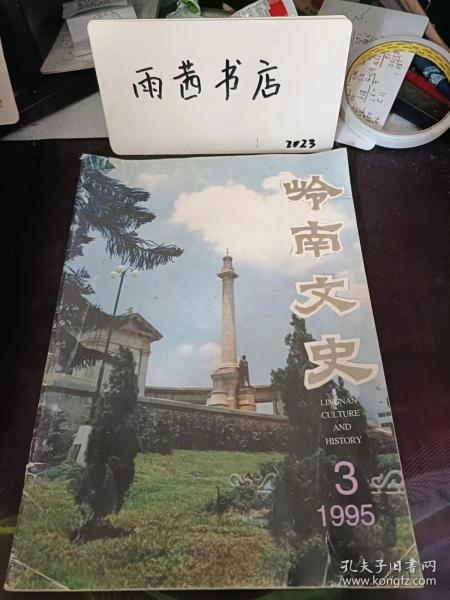 雨茜书店
2023
岭
南
文
史
LINGNAN
CULTURE
AND
HISTORY
3
1995
孔夫子旧书网
www.kongfz.com